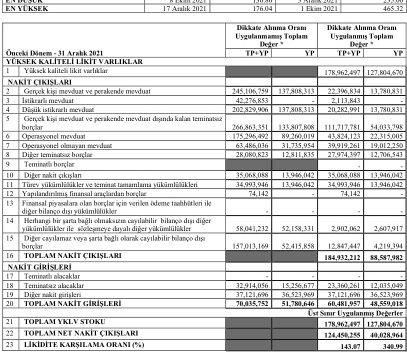 EN DÜŞÜK 8 Ekim 2021 136.86 3 Aralık 2021 235.00
EN YÜKSEK 17 Aralık 2021 176.04 1 Ekim 2021 465.32
Dikkate Alınma Oranı Uygulanmamış Toplam Değer * Dikkate Alınma Oranı Uygulanmış Toplam Değer *
Önceki Dönem - 31 Aralık 2021 TP+YP YP TP+YP YP
YÜKSEK KALİTELİ LİKİT VARLIKLAR
1 Yüksek kaliteli likit varlıklar 178,962,497 127,804,670
NAKİT ÇIKIŞLARI
2 Gerçek kişi mevduat ve perakende mevduat 245,106,759 137,808,313 22,396,834 13,780,831
3 İstikrarlı mevduat 42,276,853 - 2,113,843 -
4 Düşük istikrarlı mevduat 202,829,906 137,808,313 20,282,991 13,780,831
5 Gerçek kişi mevduat ve perakende mevduat dışında kalan teminatsız
borçlar 266,863,351 133,807,808 111,717,781 54,033,798
6 Operasyonel mevduat 175,296,492 89,260,019 43,824,123 22,315,005
7 Operasyonel olmayan mevduat 63,486,036 31,735,954 39,919,261 19,012,250
8 Diğer teminatsız borçlar 28,080,823 12,811,835 27,974,397 12,706,543
9 Teminatlı borçlar - -
10 Diğer nakit çıkışları 35,068,088 13,946,042 35,068,088 13,946,042
11 Türev yükümlülükler ve teminat tamamlama yükümlülükleri 34,993,946 13,946,042 34,993,946 13,946,042
12 Yapılandırılmış finansal araçlardan borçlar 74,142 - 74,142 -
13 Finansal piyasalara olan borçlar için verilen ödeme taahhütleri ile
diğer bilanço dışı yükümlülükler - - - -
14 Herhangi bir şarta bağlı olmaksızın cayılabilir bilanço dışı diğer
yükümlülükler ile sözleşmeye dayalı diğer yükümlülükler 58,041,232 52,158,331 2,902,062 2,607,917
15 Diğer cayılamaz veya şarta bağlı olarak cayılabilir bilanço dışı
borçlar 157,013,169 52,415,858 12,847,447 4,219,394
16 TOPLAM NAKİT ÇIKIŞLARI 184,932,212 88,587,982
NAKİT GİRİŞLERİ
17 Teminatlı alacaklar - - - -
18 Teminatsız alacaklar 32,914,056 15,256,677 23,360,261 12,035,049
19 Diğer nakit girişleri 37,121,696 36,523,969 37,121,696 36,523,969
20 TOPLAM NAKİT GİRİŞLERİ 70,035,752 51,780,646 60,481,957 48,559,018
Üst Sınır Uygulanmış Değerler
21 TOPLAM YKLV STOKU 178,962,497 127,804,670
22 TOPLAM NET NAKİT ÇIKIŞLARI 124,450,255 40,028,964
23 LİKİDİTE KARŞILAMA ORANI (%) 143.07 340.99